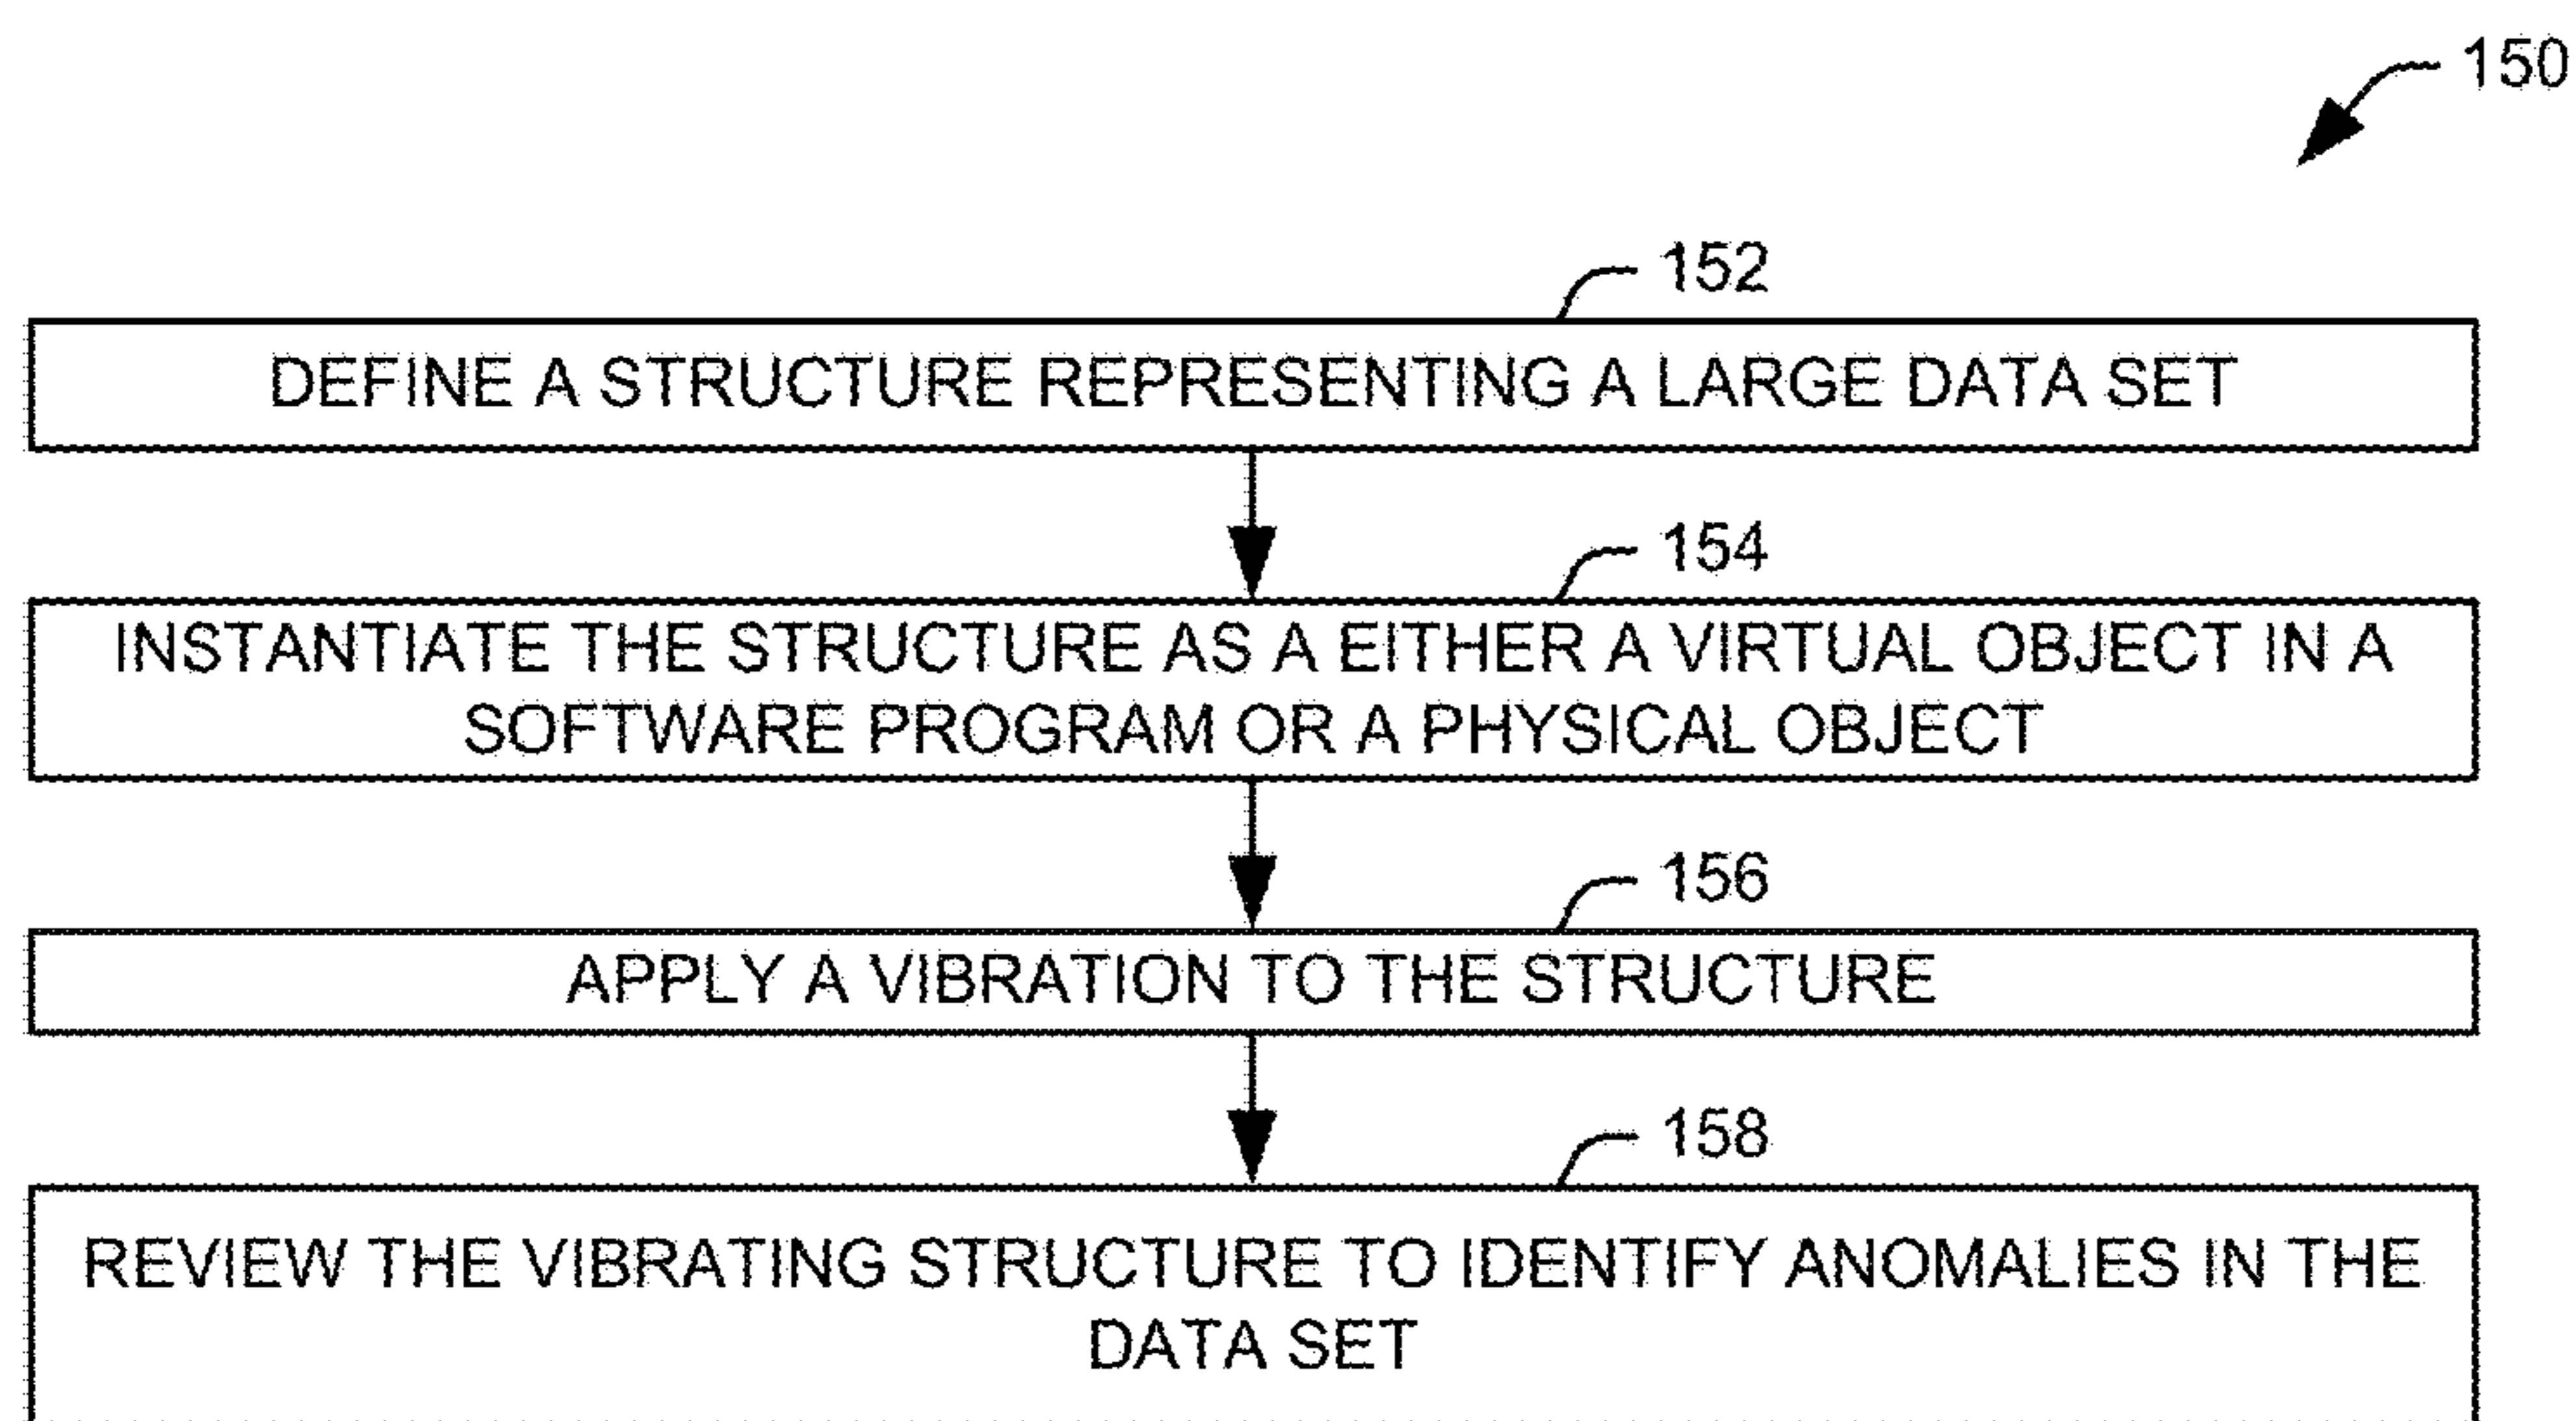 150
152
DEFINE A STRUCTURE REPRESENTING A LARGE DATA SET
154
INSTANTIATE THE STRUCTURE AS A EITHER A VIRTUAL OBJECT IN A
SOFTWARE PROGRAM OR A PHYSICAL OBJECT
156
APPLY A VIBRATION TO THE STRUCTURE
158
REVIEW THE VIBRATING STRUCTURE TO IDENTIFY ANOMALIES IN THE
DATA SET